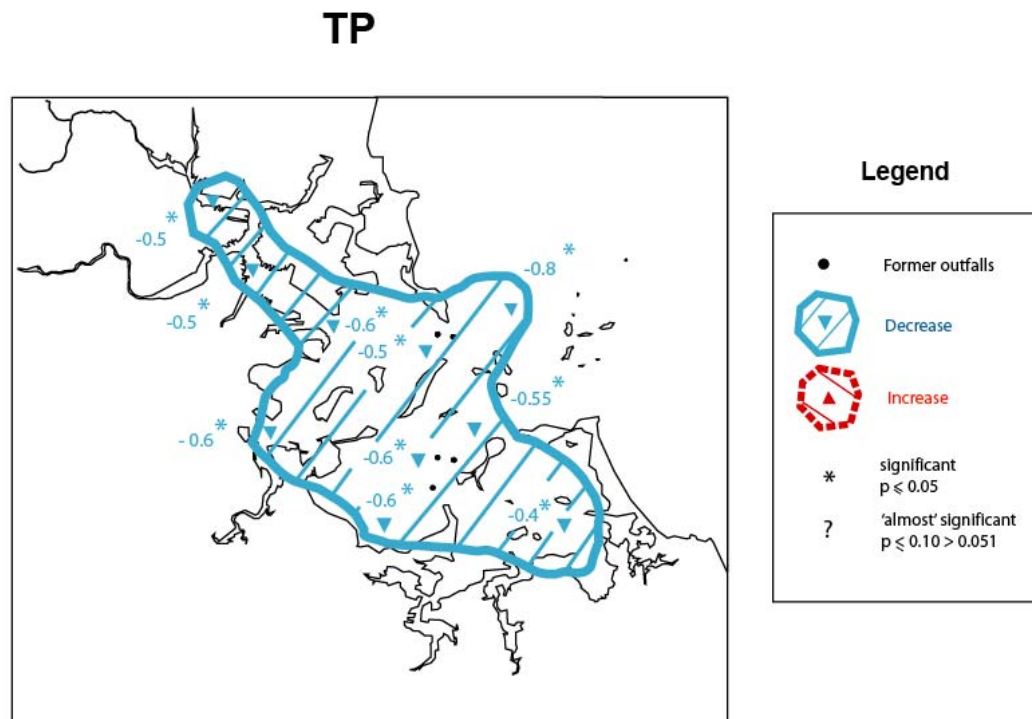 TP
-0.5 *
-0.5 *
-0.6 *
-0.5 *
-0.8 *
-0.55 *
- 0.6 *
-0.6 *
-0.6 *
-0.4 *
Legend
Former outfalls
Decrease
Increase
* significant
p ⩽ 0.05
? 'almost' significant
p ⩽ 0.10 > 0.051